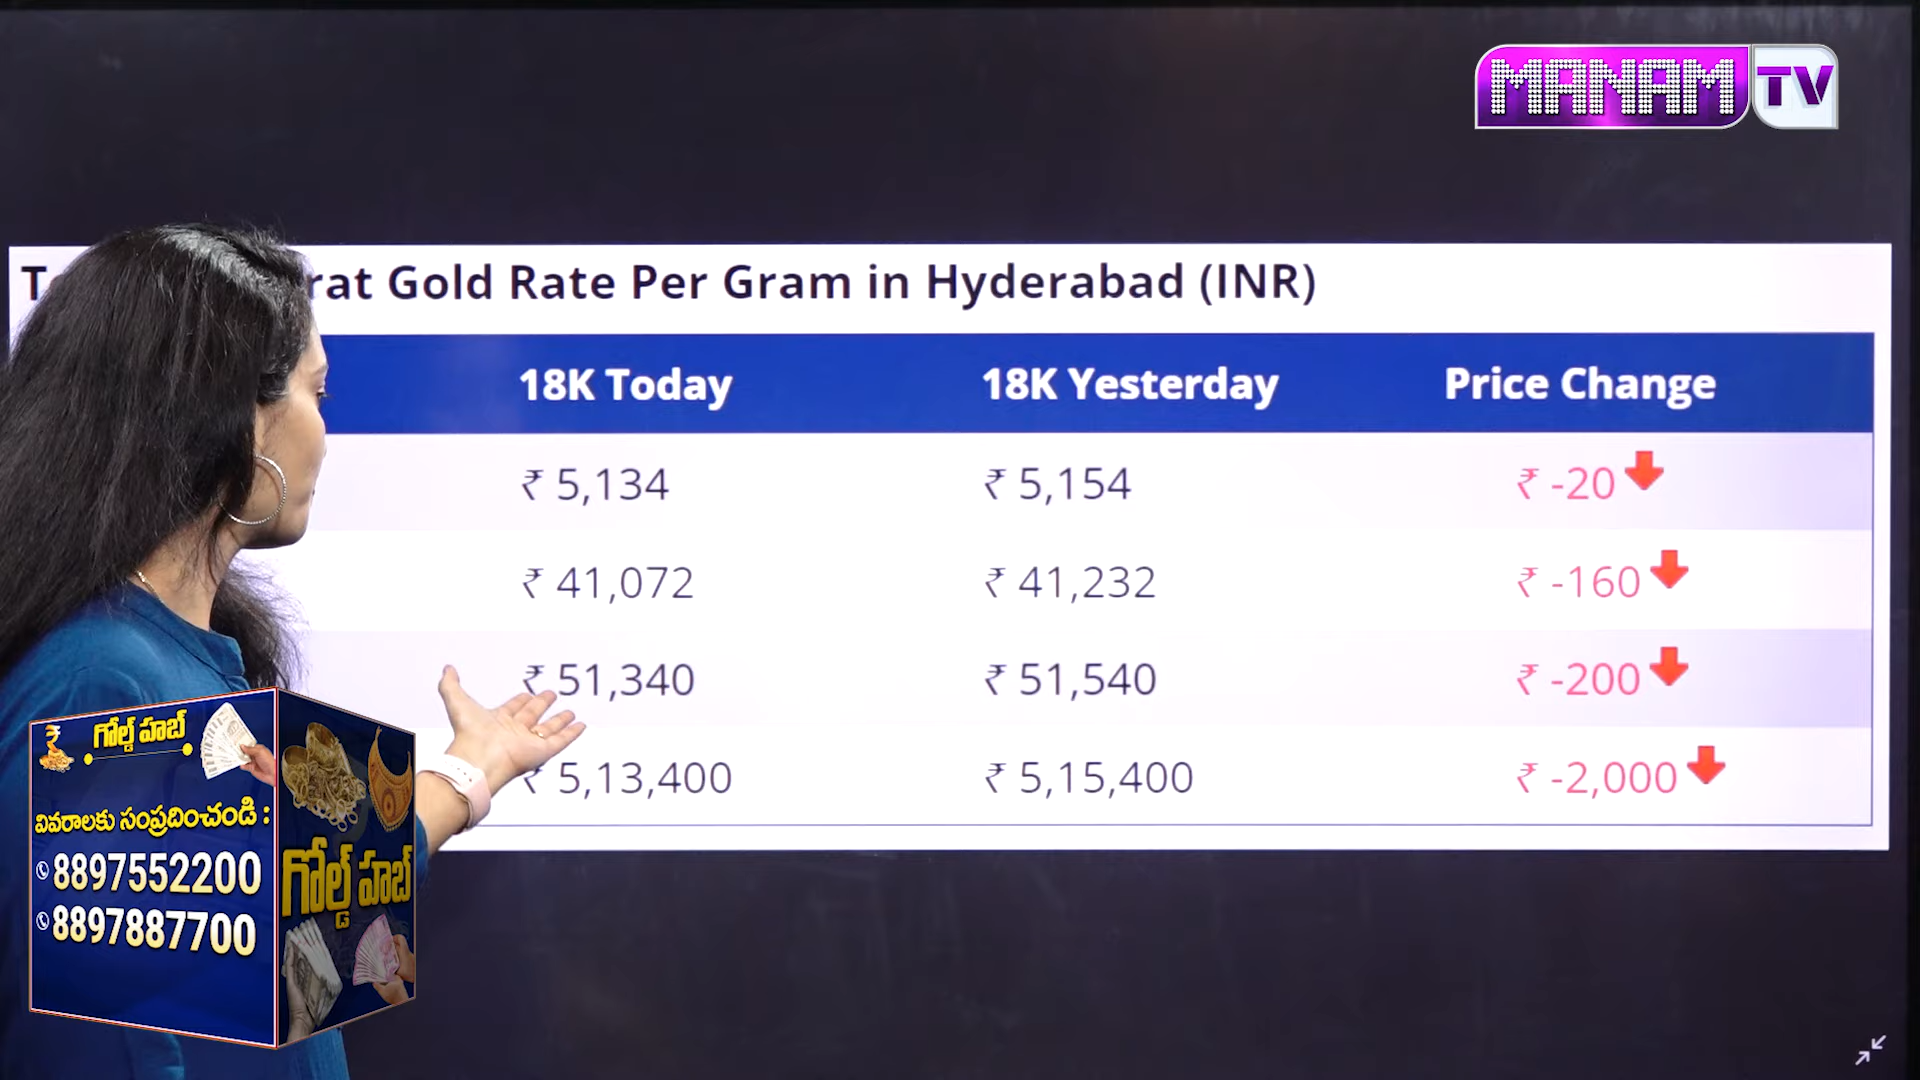 MANAM TV
Gold Rate Per Gram in Hyderabad (INR)
18K Today 18K Yesterday Price Change
₹ 5,134 ₹ 5,154 ₹ -20
₹ 41,072 ₹ 41,232 ₹ -160
₹ 51,340 ₹ 51,540 ₹ -200
₹ 5,13,400 ₹ 5,15,400 ₹ -2,000
గోల్డ్ హబ్
వివరాలకు సంప్రదించండి :
8897552200
8897887700
గోల్డ్ హబ్